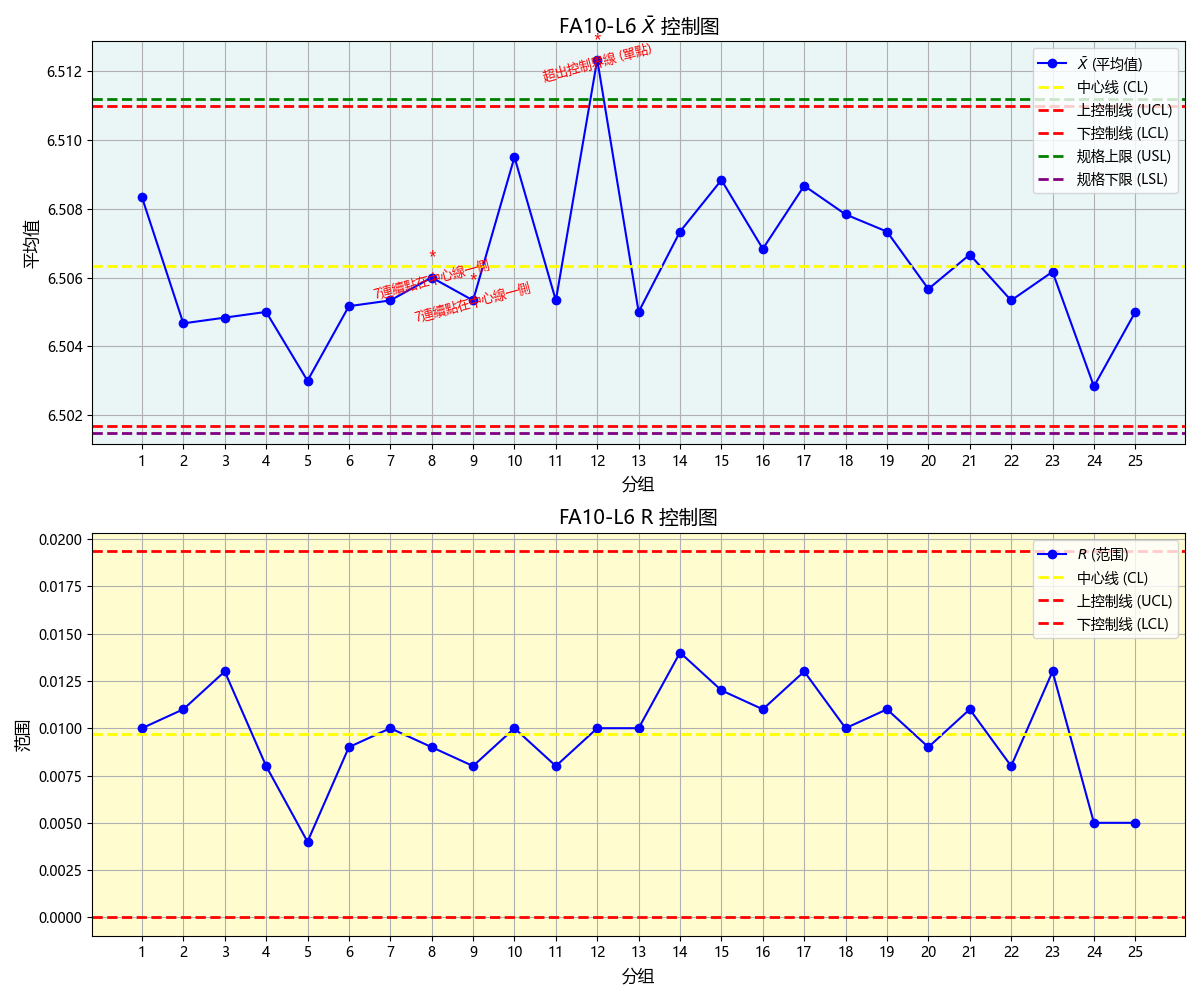 FA10-L6 X̄ 控制图
*
超出控制界線 (單點)
X̄ (平均值)
中心线 (CL)
上控制线 (UCL)
下控制线 (LCL)
规格上限 (USL)
规格下限 (LSL)
6.512
6.510
6.508
6.506
6.504
6.502
平均值
*
7連續點在中心線一側
*
7連續點在中心線一側
1 2 3 4 5 6 7 8 9 10 11 12 13 14 15 16 17 18 19 20 21 22 23 24 25
分组
FA10-L6 R 控制图
R (范围)
中心线 (CL)
上控制线 (UCL)
下控制线 (LCL)
0.0200
0.0175
0.0150
0.0125
0.0100
0.0075
0.0050
0.0025
0.0000
范围
1 2 3 4 5 6 7 8 9 10 11 12 13 14 15 16 17 18 19 20 21 22 23 24 25
分组